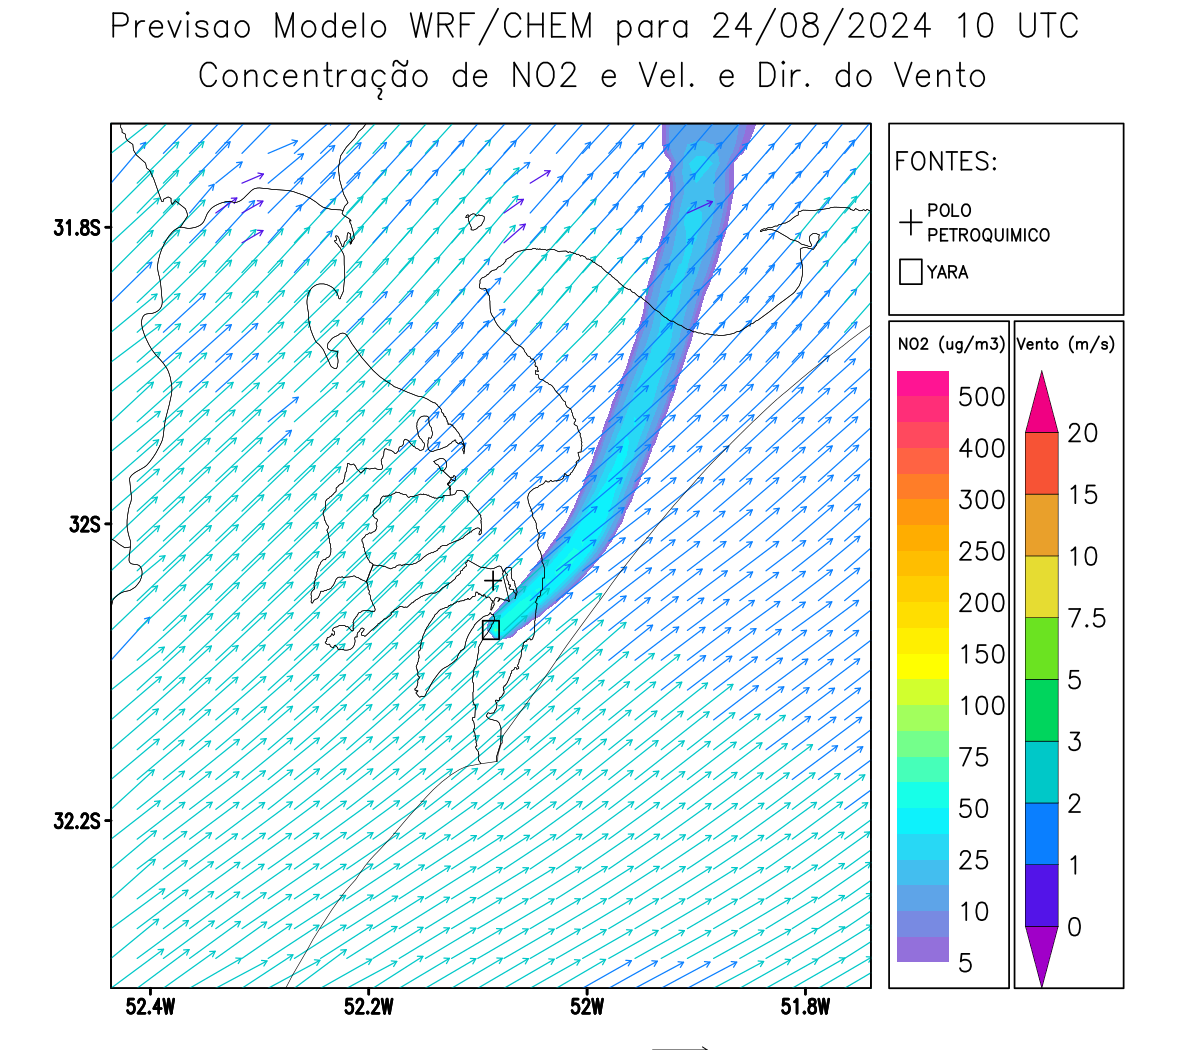 Previsao Modelo WRF/CHEM para 24/08/2024 10 UTC
Concentração de NO2 e Vel. e Dir. do Vento
FONTES:
POLO
PETROQUIMICO
YARA
NO2 (ug/m3)
500
400
300
250
200
150
100
75
50
25
10
5
Vento (m/s)
20
15
10
7.5
5
3
2
1
0
31.8S
32S
32.2S
52.4W
52.2W
52W
51.8W